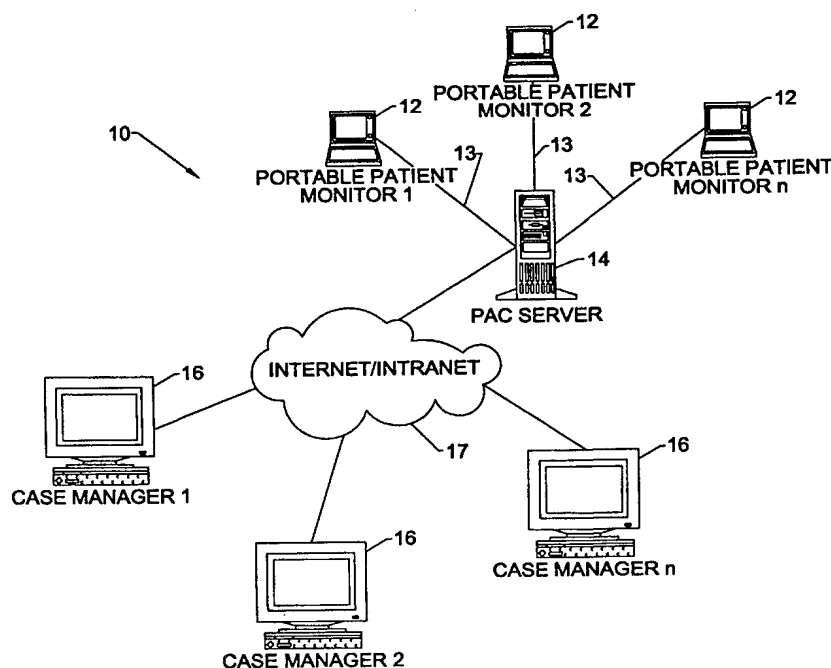 12
PORTABLE PATIENT
MONITOR 2
12
12
10
13
13
13
PORTABLE PATIENT
MONITOR 1
PORTABLE PATIENT
MONITOR n
14
PAC SERVER
INTERNET/INTRANET
16
17
16
CASE MANAGER 1
16
CASE MANAGER n
CASE MANAGER 2